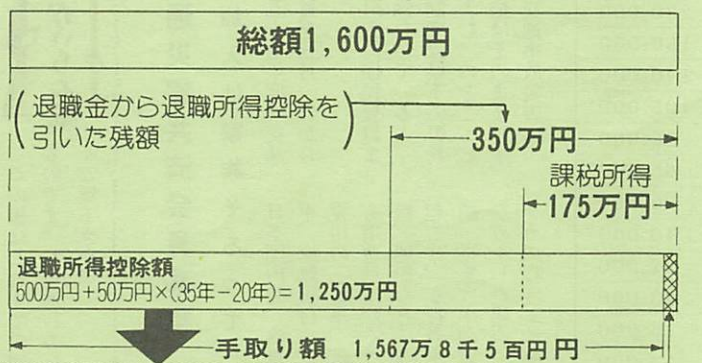 総額1,600万円
(退職金から退職所得控除を
引いた残額)
350万円
課税所得
175万円
退職所得控除額
500万円+50万円×(35年-20年)=1,250万円
手取り額 1,567万8千5百円円